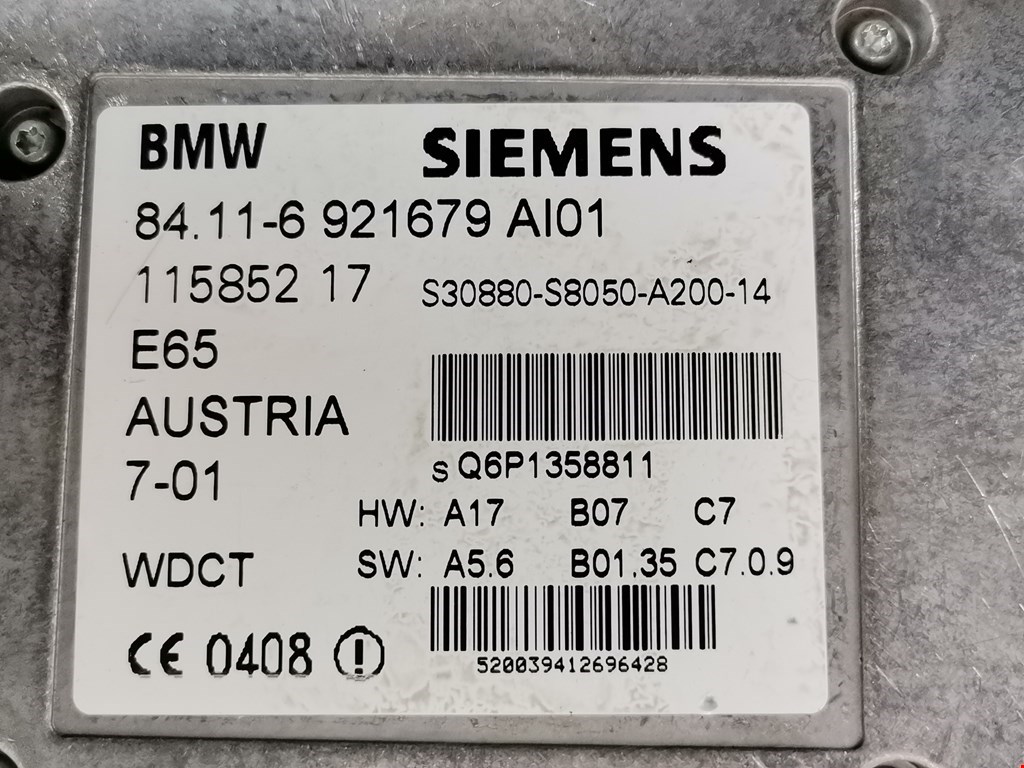 BMW SIEMENS
84.11-6 921679 AI01
115852 17 S30880-S8050-A200-14
E65
AUSTRIA
7-01
S Q6P1358811
HW: A17 B07 C7
WDCT SW: A5.6 B01.35 C7.0.9
CE 0408
520039412696428